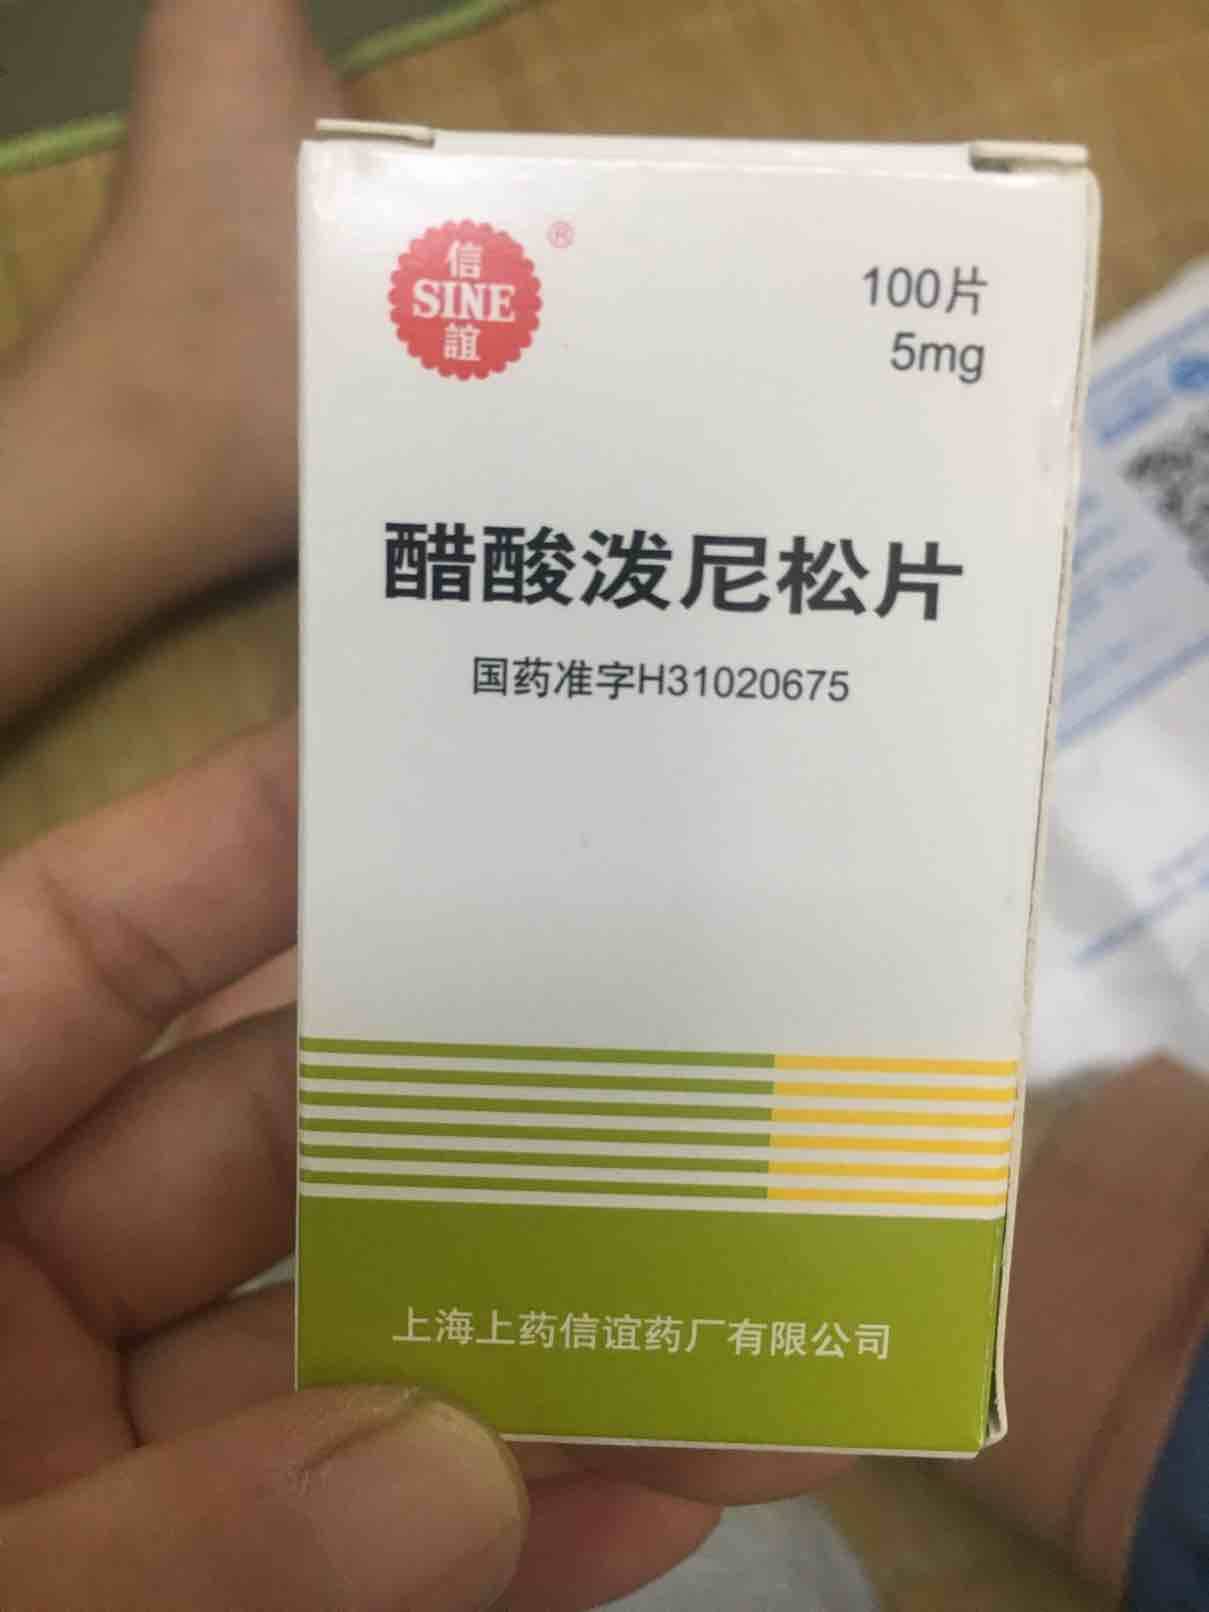 信
SINE
誼
®
100片
5mg
醋酸泼尼松片
国药准字H31020675
上海上药信谊药厂有限公司